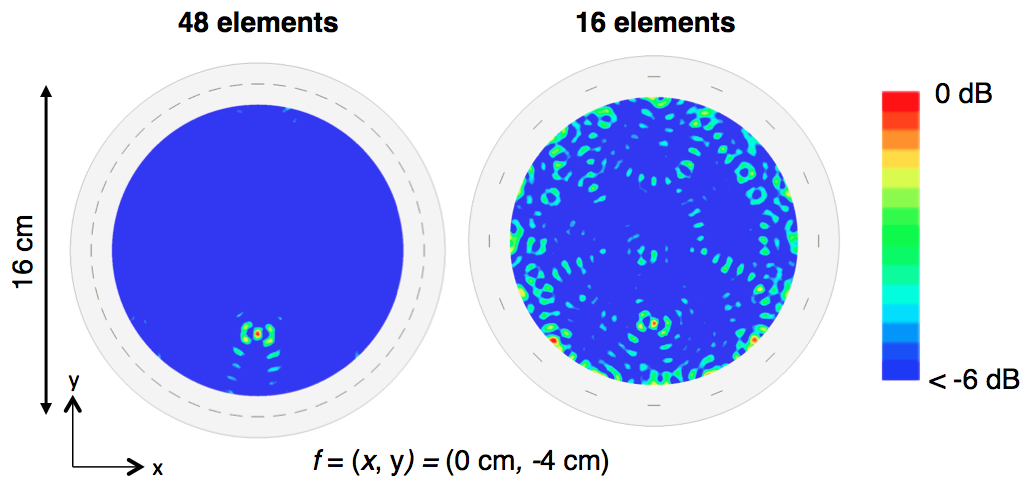 48 elements
16 elements
0 dB
16 cm
< -6 dB
y
x
f = (x, y) = (0 cm, -4 cm)